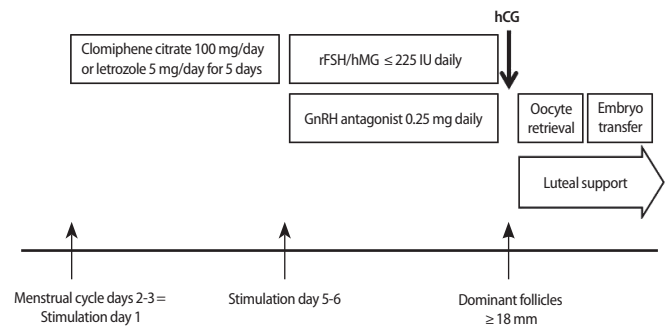 hCG
Clomiphene citrate 100 mg/day
or letrozole 5 mg/day for 5 days
rFSH/hMG ≤ 225 IU daily
GnRH antagonist 0.25 mg daily
Oocyte
retrieval
Embryo
transfer
Luteal support
Menstrual cycle days 2-3 =
Stimulation day 1
Stimulation day 5-6
Dominant follicles
≥ 18 mm